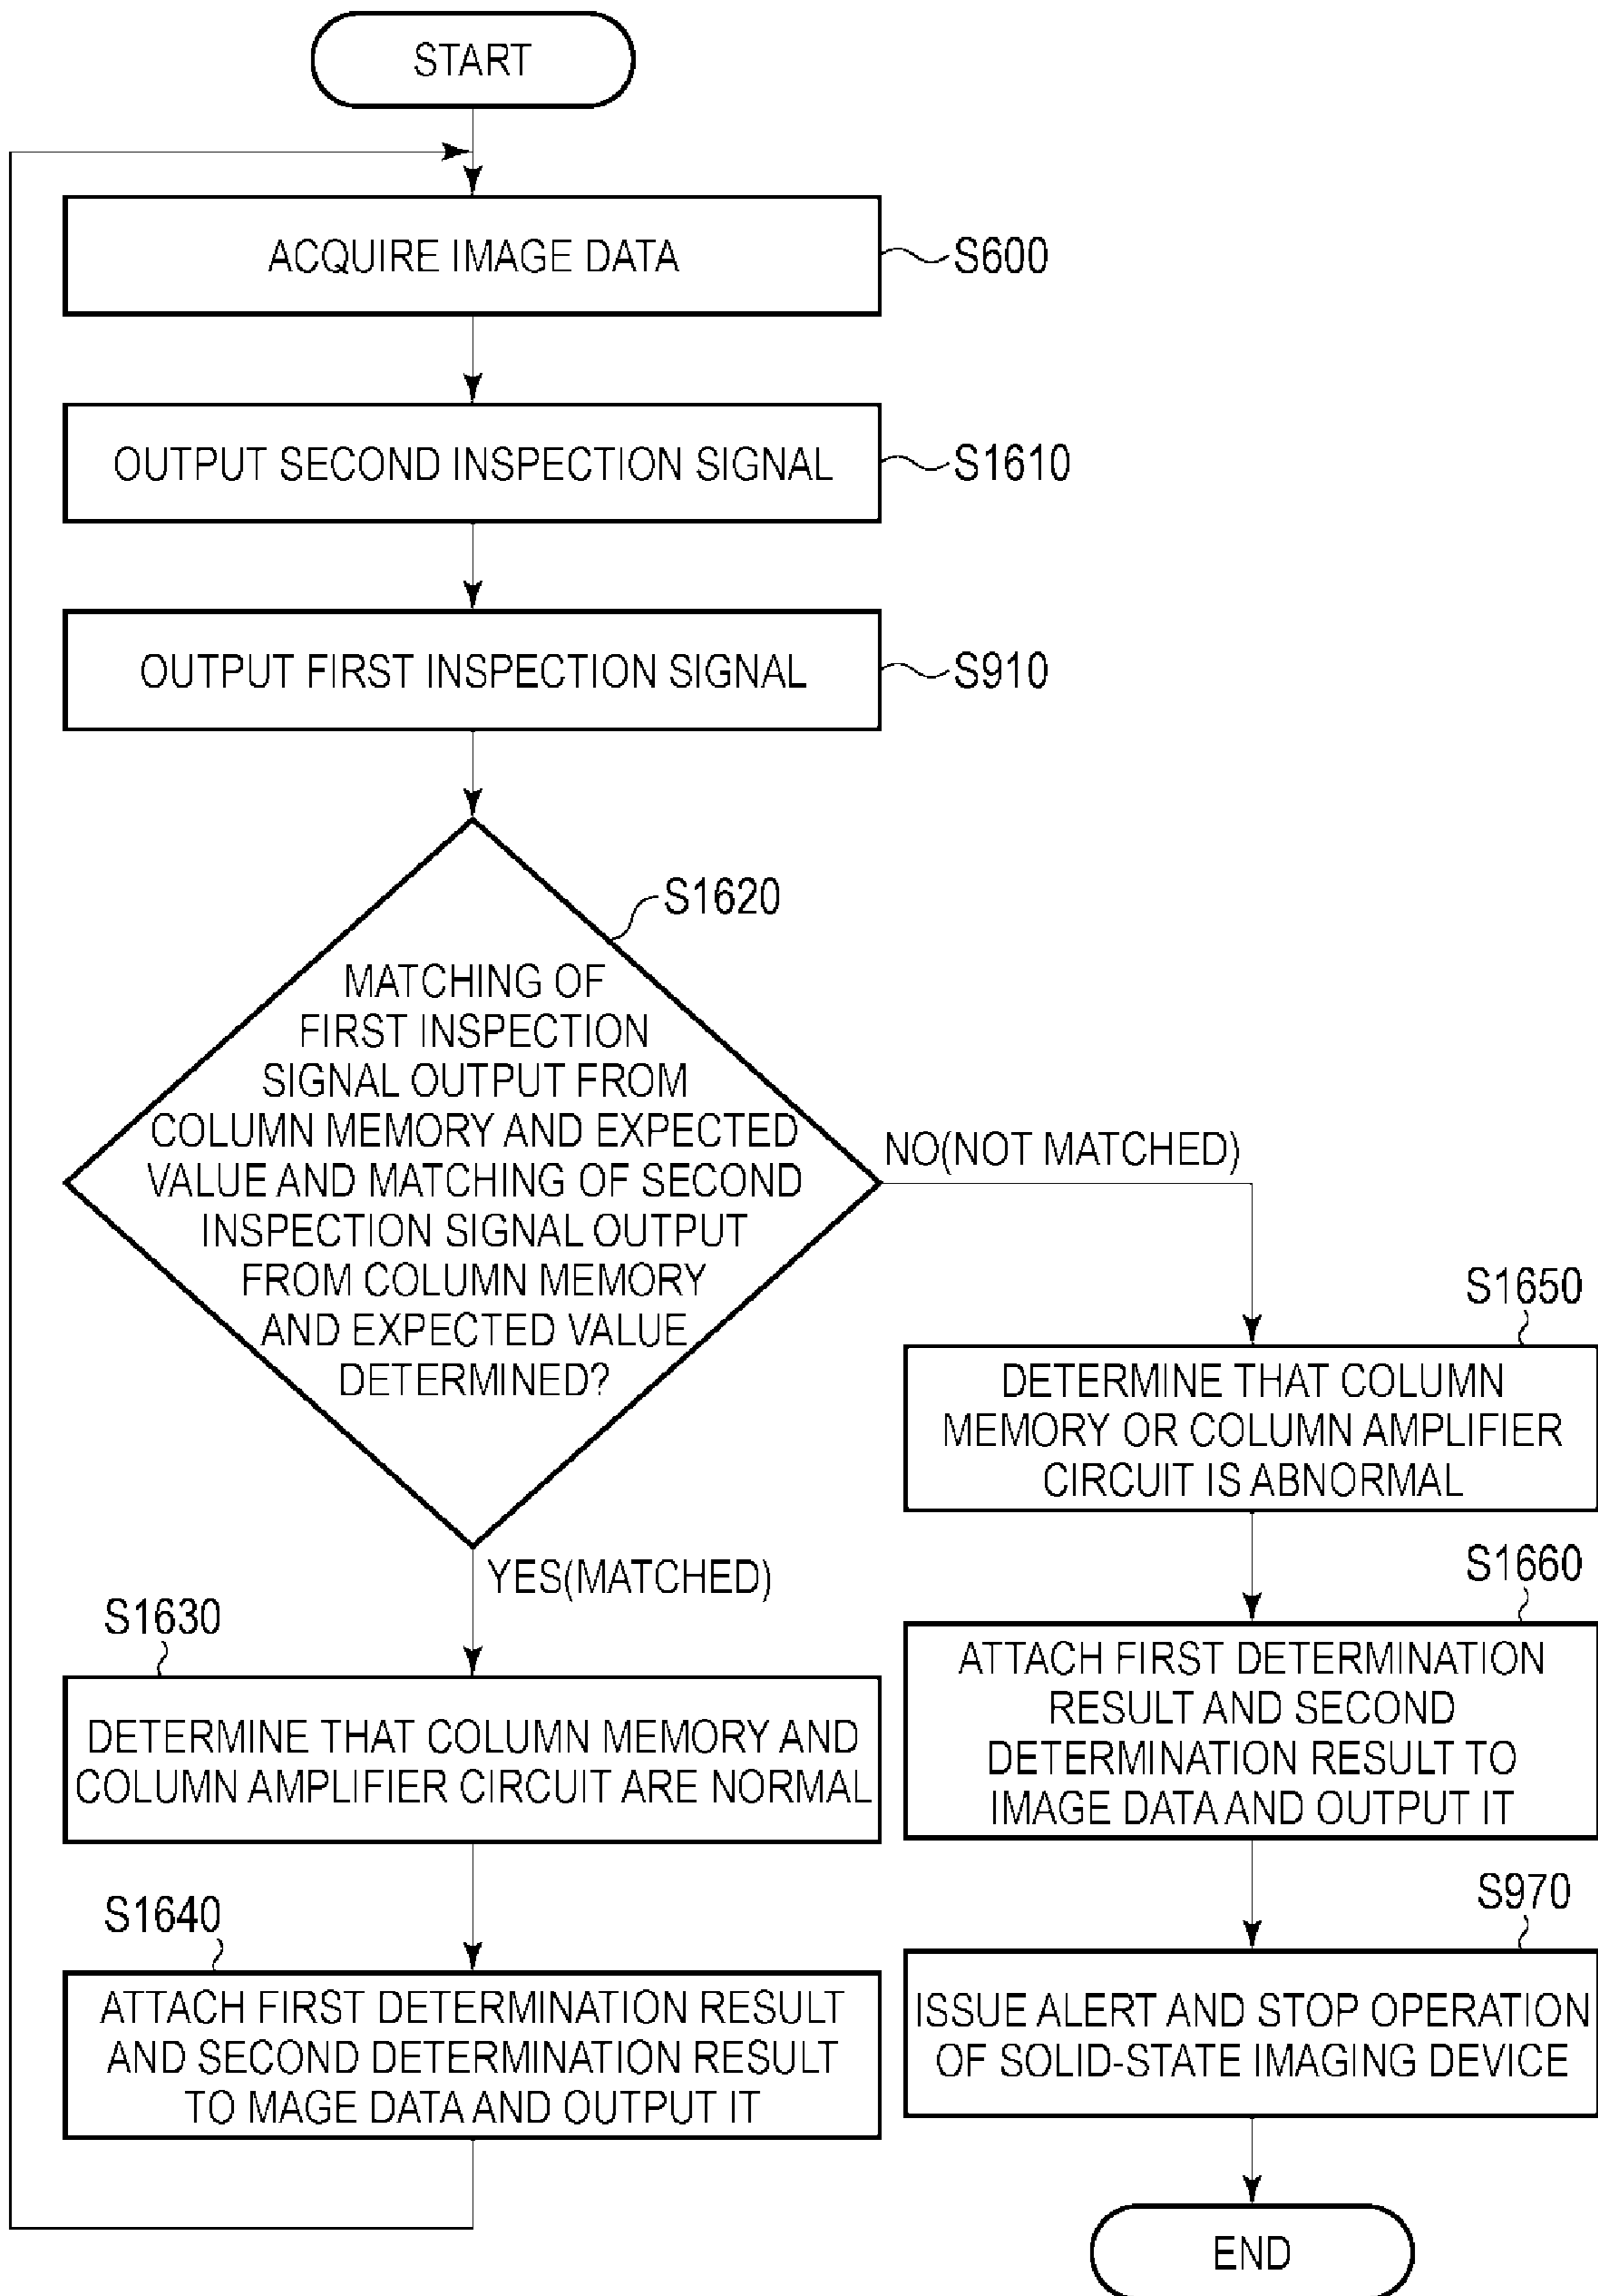 START
ACQUIRE IMAGE DATA
S600
OUTPUT SECOND INSPECTION SIGNAL
S1610
OUTPUT FIRST INSPECTION SIGNAL
S910
S1620
MATCHING OF
FIRST INSPECTION
SIGNAL OUTPUT FROM
COLUMN MEMORY AND EXPECTED
VALUE AND MATCHING OF SECOND
INSPECTION SIGNAL OUTPUT
FROM COLUMN MEMORY
AND EXPECTED VALUE
DETERMINED?
NO(NOT MATCHED)
YES(MATCHED)
S1630
DETERMINE THAT COLUMN MEMORY AND
COLUMN AMPLIFIER CIRCUIT ARE NORMAL
S1640
ATTACH FIRST DETERMINATION RESULT
AND SECOND DETERMINATION RESULT
TO MAGE DATA AND OUTPUT IT
S1650
DETERMINE THAT COLUMN
MEMORY OR COLUMN AMPLIFIER
CIRCUIT IS ABNORMAL
S1660
ATTACH FIRST DETERMINATION
RESULT AND SECOND
DETERMINATION RESULT TO
IMAGE DATA AND OUTPUT IT
S970
ISSUE ALERT AND STOP OPERATION
OF SOLID-STATE IMAGING DEVICE
END